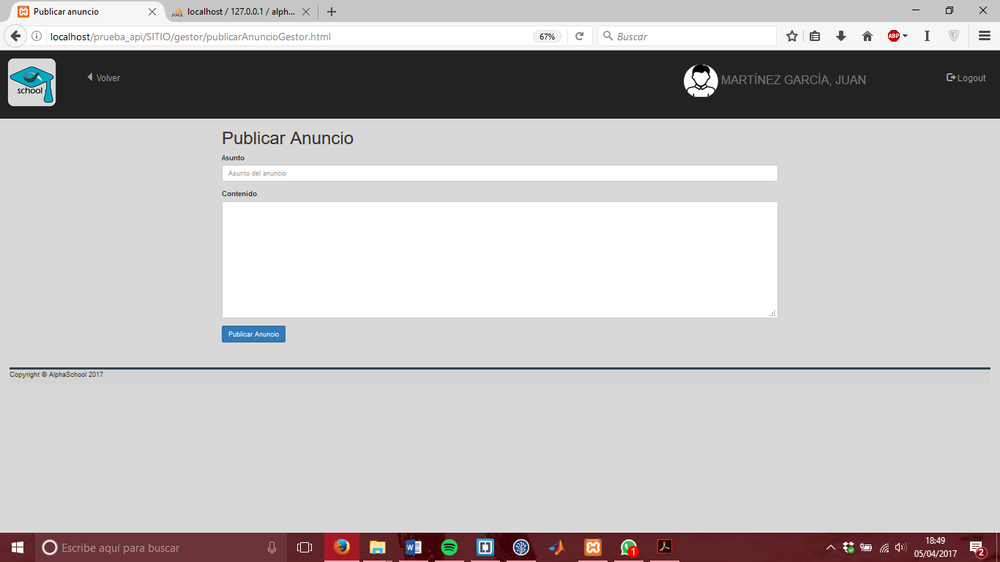 Publicar anuncio
PMA localhost / 127.0.0.1 / alph...
localhost/prueba_api/SITIO/gestor/publicarAnuncioGestor.html
67%
Buscar
ABP
school
Volver
MARTÍNEZ GARCÍA, JUAN
Logout
Publicar Anuncio
Asunto
Asunto del anuncio
Contenido
Publicar Anuncio
Copyright © AlphaSchool 2017
Escribe aquí para buscar
1
18:49
05/04/2017
2